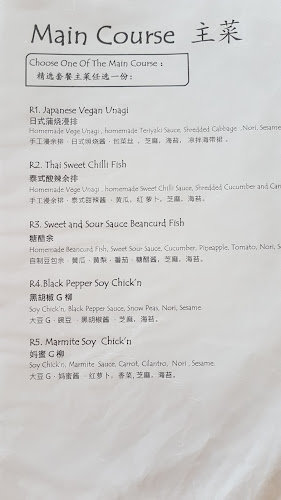 Main Course 主菜
Choose One Of The Main Course :
精选套餐主菜任选一份:
R1. Japanese Vegan Unagi
日式蒲烧漫排
Homemade Vege Unagi, homemade Teriyaki Sauce, Shredded Cabbage, Nori, Sesame
手工漫余排 · 日式烧烧酱 · 包菜丝 , 芝麻, 海苔, 凉拌海带裙 。
R2. Thai Sweet Chilli Fish
泰式酸辣余排
Homemade Vege Unagi , homemade Sweet Chilli Sauce, Shredded Cucumber and
手工漫余排 · 泰式甜辣酱 · 黄瓜, 红萝卜, 芝麻, 海苔。
R3. Sweet and Sour Sauce Beancurd Fish
糖醋余
Homemade Beancurd Fish, Sweet Sour Sauce, Cucumber, Pineapple, Tomato, Nori,
自制豆包余 · 黄瓜 · 黄梨 · 番茄 · 糖醋酱, 芝麻, 海苔。
R4.Black Pepper Soy Chick'n
黑胡椒 G 柳
Soy Chick'n, Black Pepper Sauce, Snow Peas, Nori, Sesame.
大豆 G · 豌豆 · 黑胡椒酱 · 芝麻, 海苔。
R5. Marmite Soy Chick'n
妈蜜 G 柳
Soy Chick'n, Marmite Sauce, Carrot, Cilantro, Nori , Sesame.
大豆 G · 妈蜜酱 · 红萝卜, 香菜, 芝麻, 海苔。